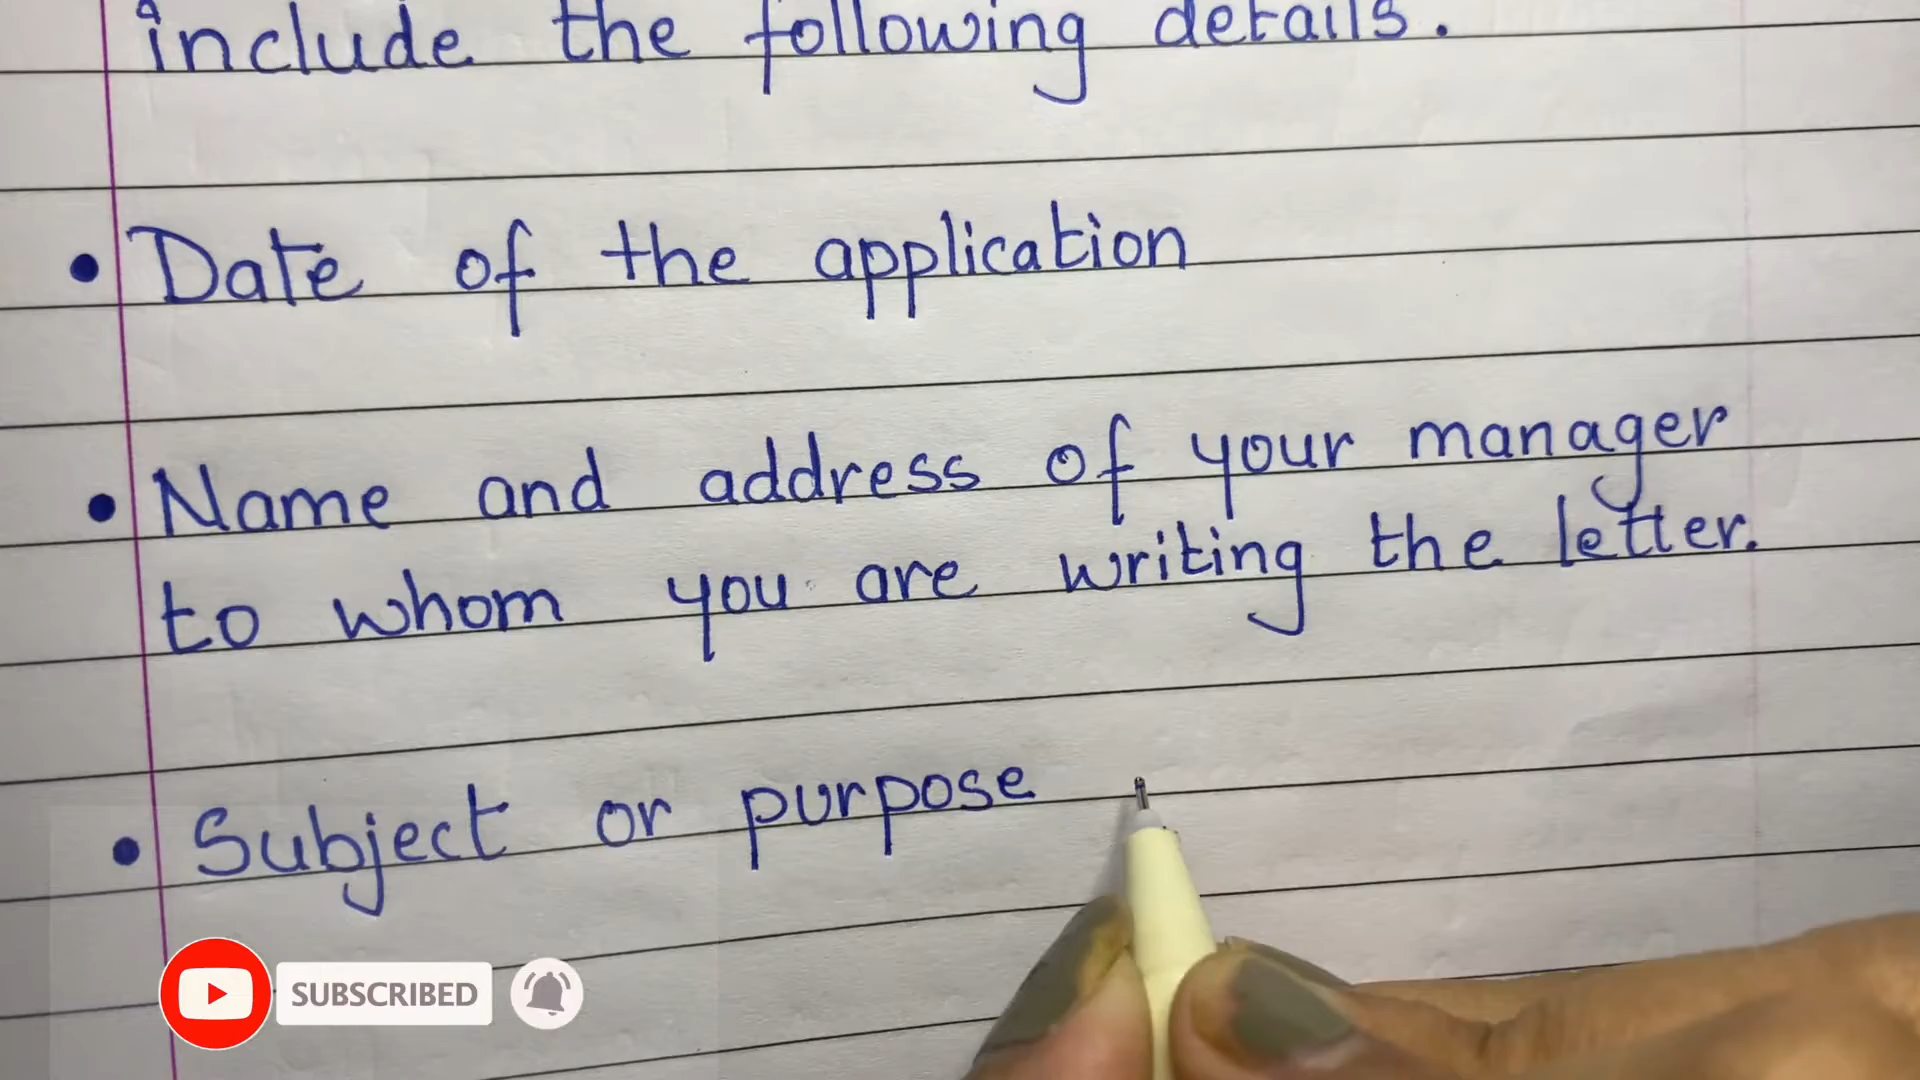 include the following details.
• Date of the application
• Name and address of your manager
to whom you are writing the letter.
• Subject or purpose
SUBSCRIBED